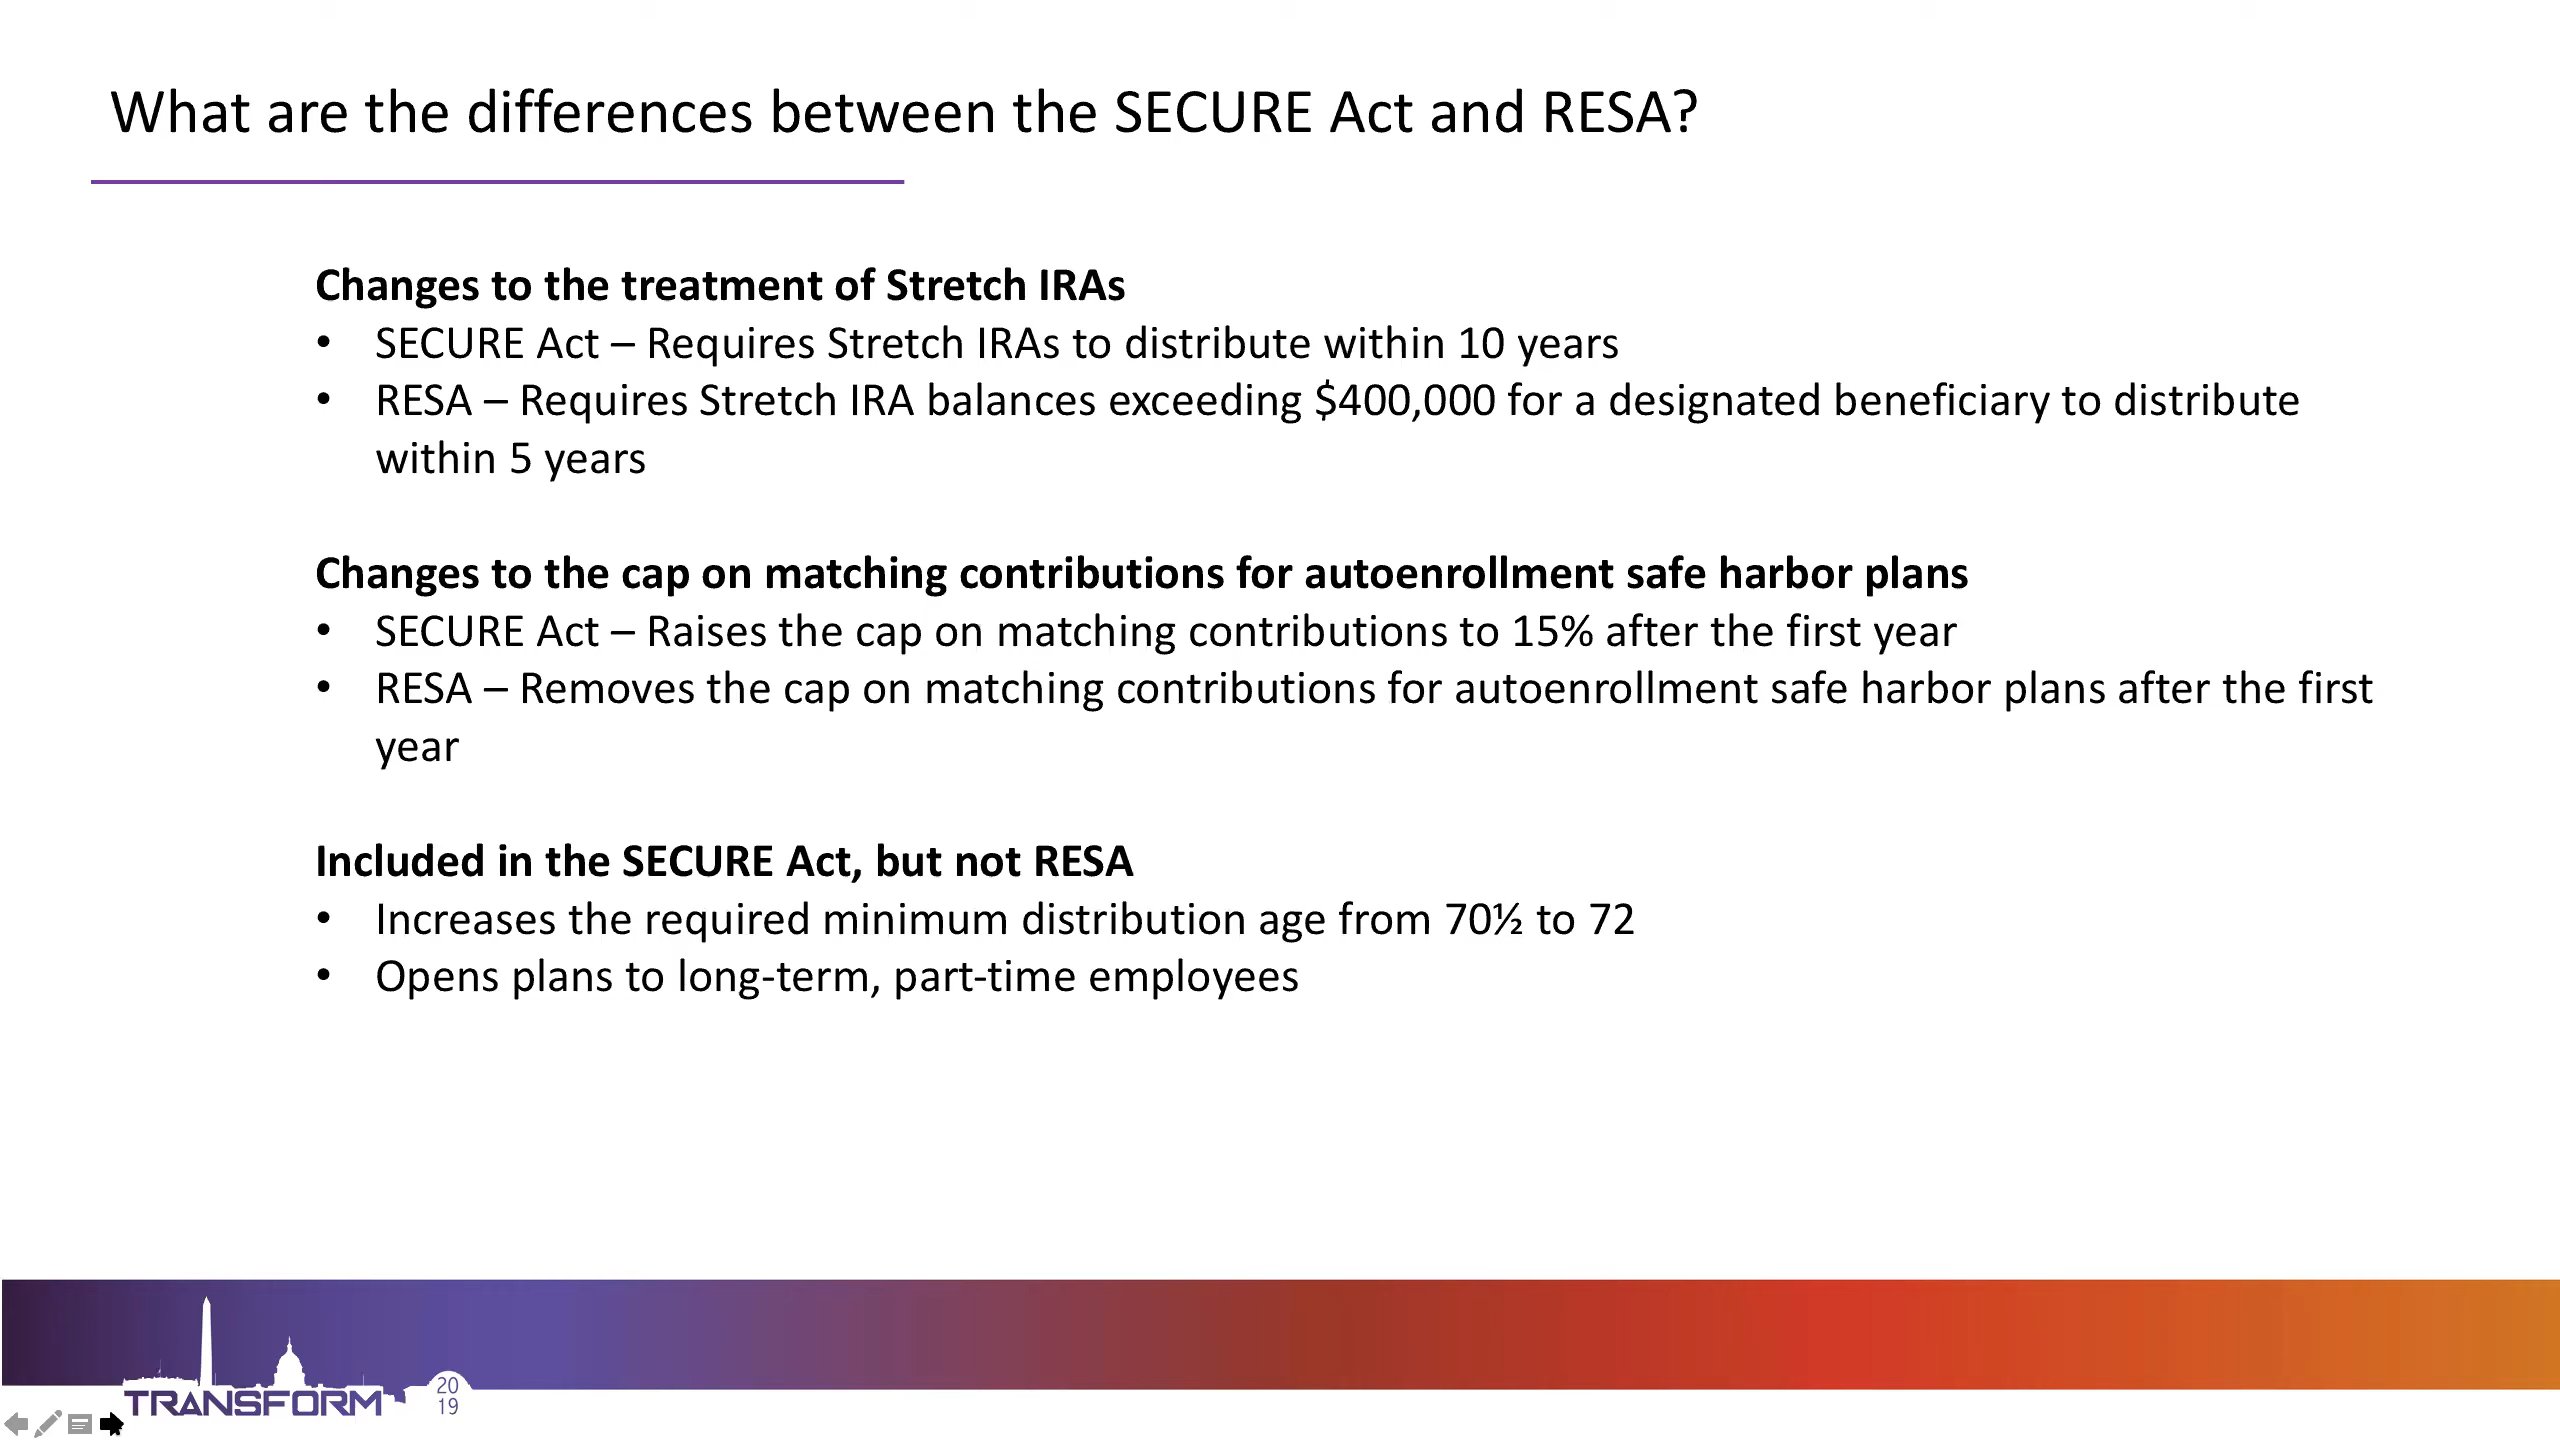 What are the differences between the SECURE Act and RESA?
Changes to the treatment of Stretch IRAs
• SECURE Act – Requires Stretch IRAs to distribute within 10 years
• RESA – Requires Stretch IRA balances exceeding $400,000 for a designated beneficiary to distribute
within 5 years
Changes to the cap on matching contributions for autoenrollment safe harbor plans
• SECURE Act – Raises the cap on matching contributions to 15% after the first year
• RESA – Removes the cap on matching contributions for autoenrollment safe harbor plans after the first
year
Included in the SECURE Act, but not RESA
• Increases the required minimum distribution age from 70½ to 72
• Opens plans to long-term, part-time employees
TRANSFORM
20
19